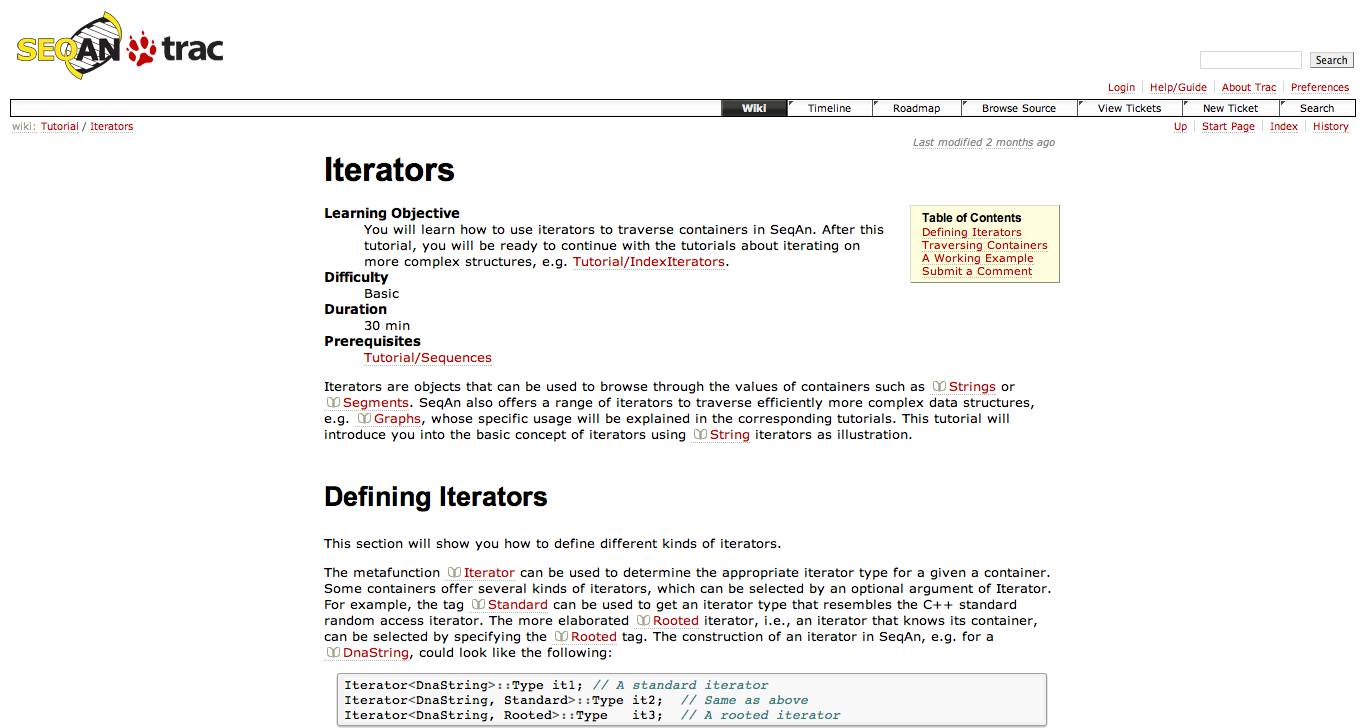 SEQAN trac
Search
Login Help/Guide About Trac Preferences
Wiki Timeline Roadmap Browse Source View Tickets New Ticket Search
wiki: Tutorial / Iterators
Up Start Page Index History
Last modified 2 months ago
Iterators
Learning Objective
You will learn how to use iterators to traverse containers in SeqAn. After this
tutorial, you will be ready to continue with the tutorials about iterating on
more complex structures, e.g. Tutorial/IndexIterators.
Difficulty
Basic
Duration
30 min
Prerequisites
Tutorial/Sequences
Table of Contents
Defining Iterators
Traversing Containers
A Working Example
Submit a Comment
Iterators are objects that can be used to browse through the values of containers such as Strings or
Segments. SeqAn also offers a range of iterators to traverse efficiently more complex data structures,
e.g. Graphs, whose specific usage will be explained in the corresponding tutorials. This tutorial will
introduce you into the basic concept of iterators using String iterators as illustration.
Defining Iterators
This section will show you how to define different kinds of iterators.
The metafunction Iterator can be used to determine the appropriate iterator type for a given a container.
Some containers offer several kinds of iterators, which can be selected by an optional argument of Iterator.
For example, the tag Standard can be used to get an iterator type that resembles the C++ standard
random access iterator. The more elaborated Rooted iterator, i.e., an iterator that knows its container,
can be selected by specifying the Rooted tag. The construction of an iterator in SeqAn, e.g. for a
DnaString, could look like the following:
Iterator<DnaString>::Type it1; // A standard iterator
Iterator<DnaString, Standard>::Type it2;  // Same as above
Iterator<DnaString, Rooted>::Type   it3;  // A rooted iterator